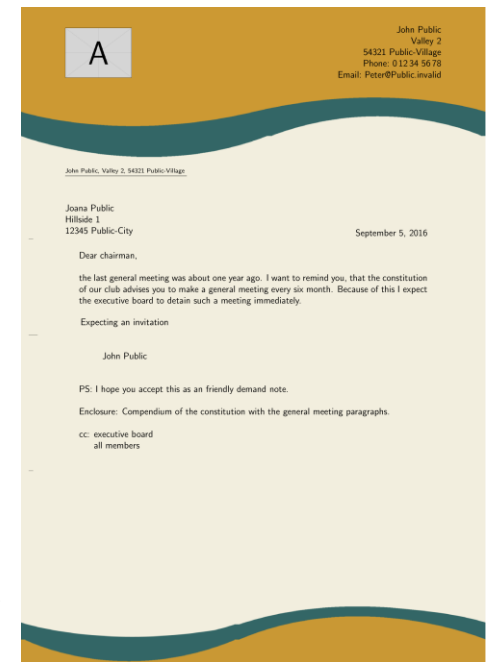 A
John Public
Valley 2
54321 Public-Village
Phone: 01234 5678
Email: Peter@Public.invalid
John Public, Valley 2, 54321 Public-Village
Joana Public
Hillside 1
12345 Public-City
September 5, 2016
Dear chairman,
the last general meeting was about one year ago. I want to remind you, that the constitution
of our club advises you to make a general meeting every six month. Because of this I expect
the executive board to detain such a meeting immediately.
Expecting an invitation
John Public
PS: I hope you accept this as an friendly demand note.
Enclosure: Compendium of the constitution with the general meeting paragraphs.
cc: executive board
all members